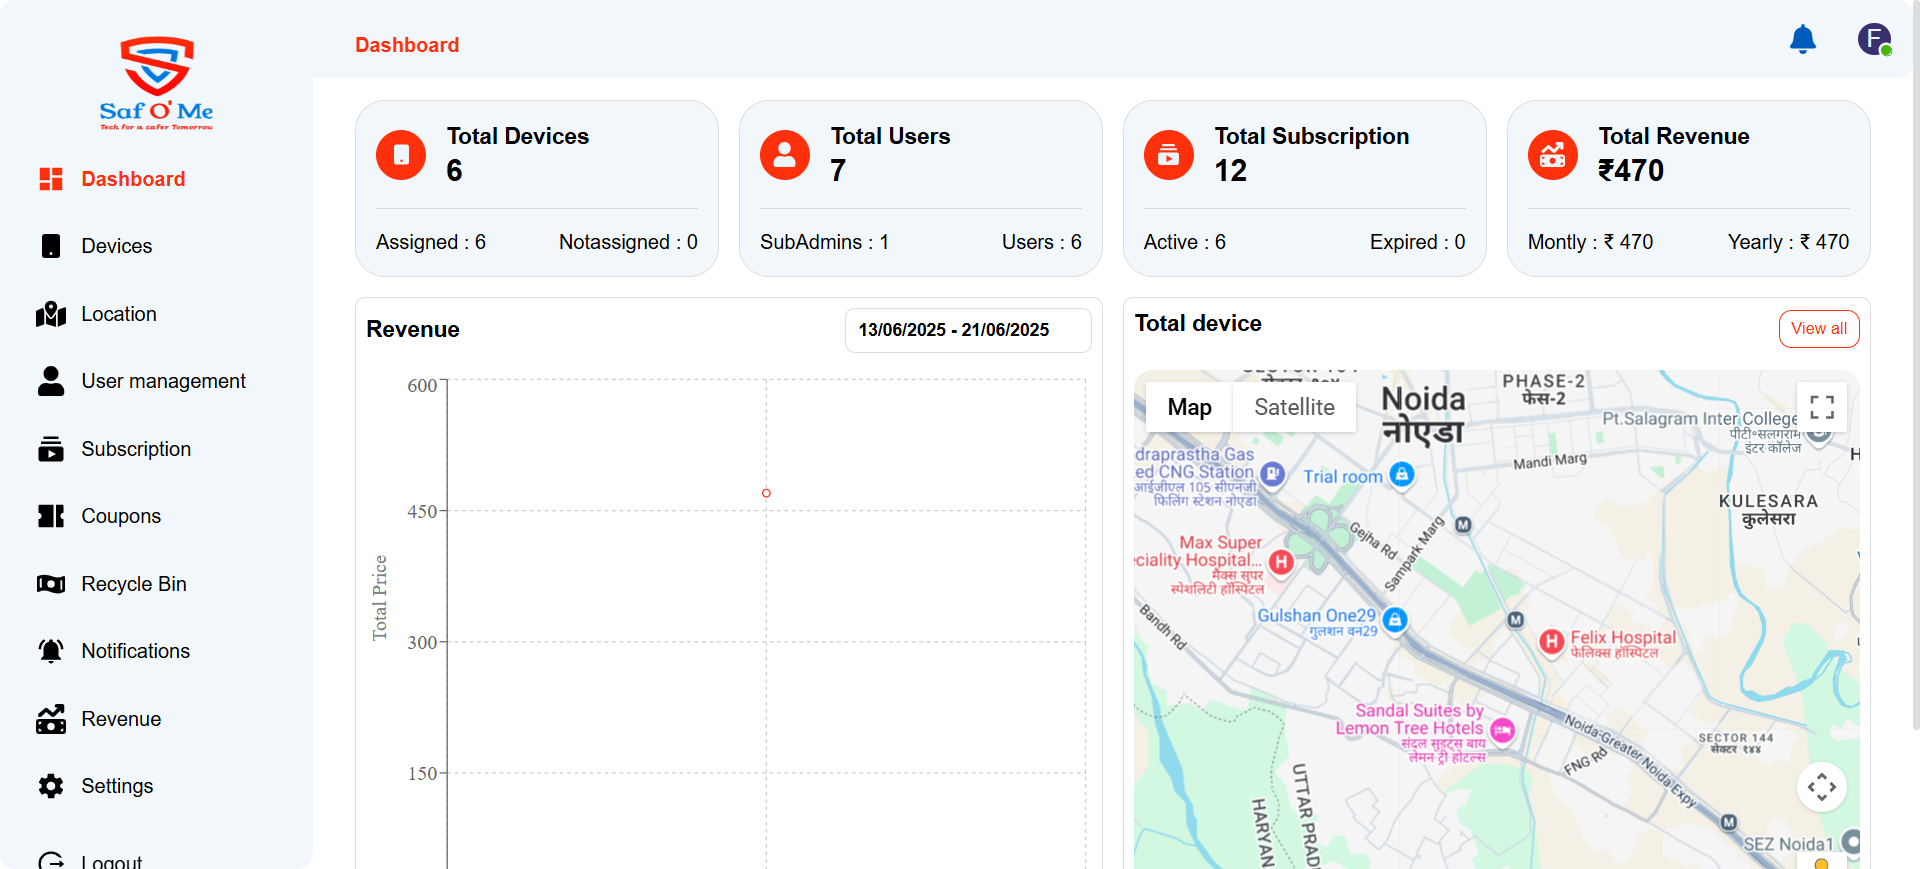 Saf O' Me
Tech for a safer Tomorrow
Dashboard
Devices
Location
User management
Subscription
Coupons
Recycle Bin
Notifications
Revenue
Settings
Logout
Dashboard
F
Total Devices
6
Assigned : 6
Notassigned : 0
Total Users
7
SubAdmins : 1
Users : 6
Total Subscription
12
Active : 6
Expired : 0
Total Revenue
₹470
Montly : ₹ 470
Yearly : ₹ 470
Revenue
13/06/2025 - 21/06/2025
600
450
300
150
Total Price
Total device
View all
Map
Satellite
Noida
नोएडा
PHASE-2
फेस-2
Pt.Salagram Inter College
पीटी॰सलग्राम
इंटर कॉलेज
Mandi Marg
H
KULESARA
कुलेसरा
draprastha Gas
ed CNG Station
आईजीएल 105 सीएनजी
फिलिंग स्टेशन नोएडा
Trial room
M
Gejha Rd
Sampark Marg
Max Super
ciality Hospital...
मैक्स सुपर
स्पेशलिटी हॉस्पिटल
H
Gulshan One29
गुलशन वन29
Bandh Rd
M
H
Felix Hospital
फेलिक्स हॉस्पिटल
Sandal Suites by
Lemon Tree Hotels
संदल सुइट्स बाय
लेमन ट्री होटल्स
Noida-Greater Noida Expy
FNG Rd
SECTOR 144
सेक्टर १४४
UTTAR PRAD
HARYAN
M
SEZ Noida1